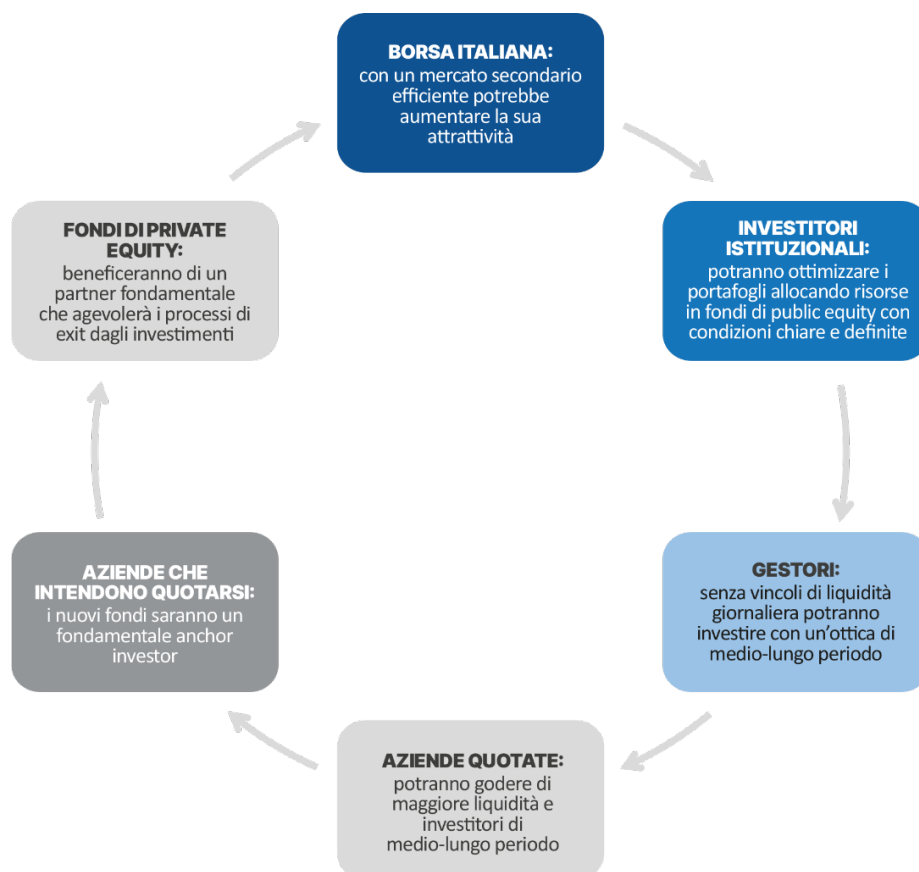 BORSA ITALIANA:
con un mercato secondario
efficiente potrebbe
aumentare la sua
attrattività
INVESTITORI
ISTITUZIONALI:
potranno ottimizzare i
portafogli allocando risorse
in fondi di public equity con
condizioni chiare e definite
GESTORI:
senza vincoli di liquidità
giornaliera potranno
investire con un'ottica di
medio-lungo periodo
AZIENDE QUOTATE:
potranno godere di
maggiore liquidità e
investitori di
medio-lungo periodo
AZIENDE CHE
INTENDONO QUOTARSI:
i nuovi fondi saranno un
fondamentale anchor
investor
FONDI DI PRIVATE
EQUITY:
beneficeranno di un
partner fondamentale
che agevolerà i processi di
exit dagli investimenti